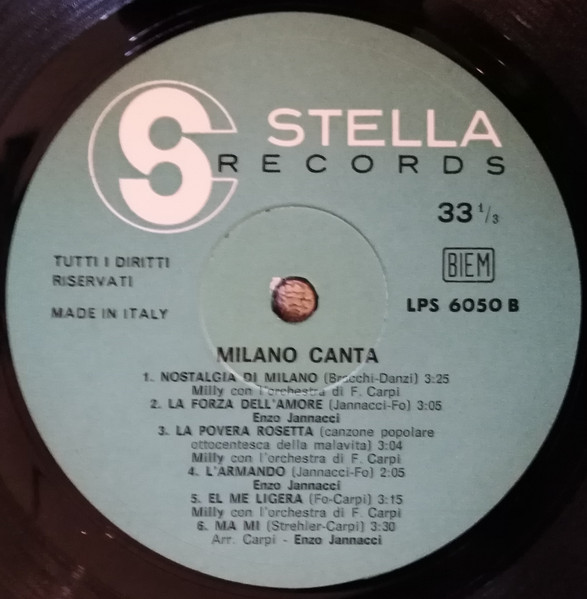 STELLA
RECORDS
33 1/3
TUTTI I DIRITTI
RISERVATI
BIEM
MADE IN ITALY
LPS 6050 B
MILANO CANTA
1. NOSTALGIA DI MILANO (Bracchi-Danzi) 3:25
Milly con l'orchestra di F. Carpi
2. LA FORZA DELL'AMORE (Jannacci-Fo) 3:05
Enzo Jannacci
3. LA POVERA ROSETTA (canzone popolare
ottocentesca della malavita) 3:04
Milly con l'orchestra di F. Carpi
4. L'ARMANDO (Jannacci-Fo) 2:05
Enzo Jannacci
5. EL ME LIGERA (Fo-Carpi) 3:15
Milly con l'orchestra di F. Carpi
6. MA MI (Strehler-Carpi) 3:30
Arr. Carpi - Enzo Jannacci